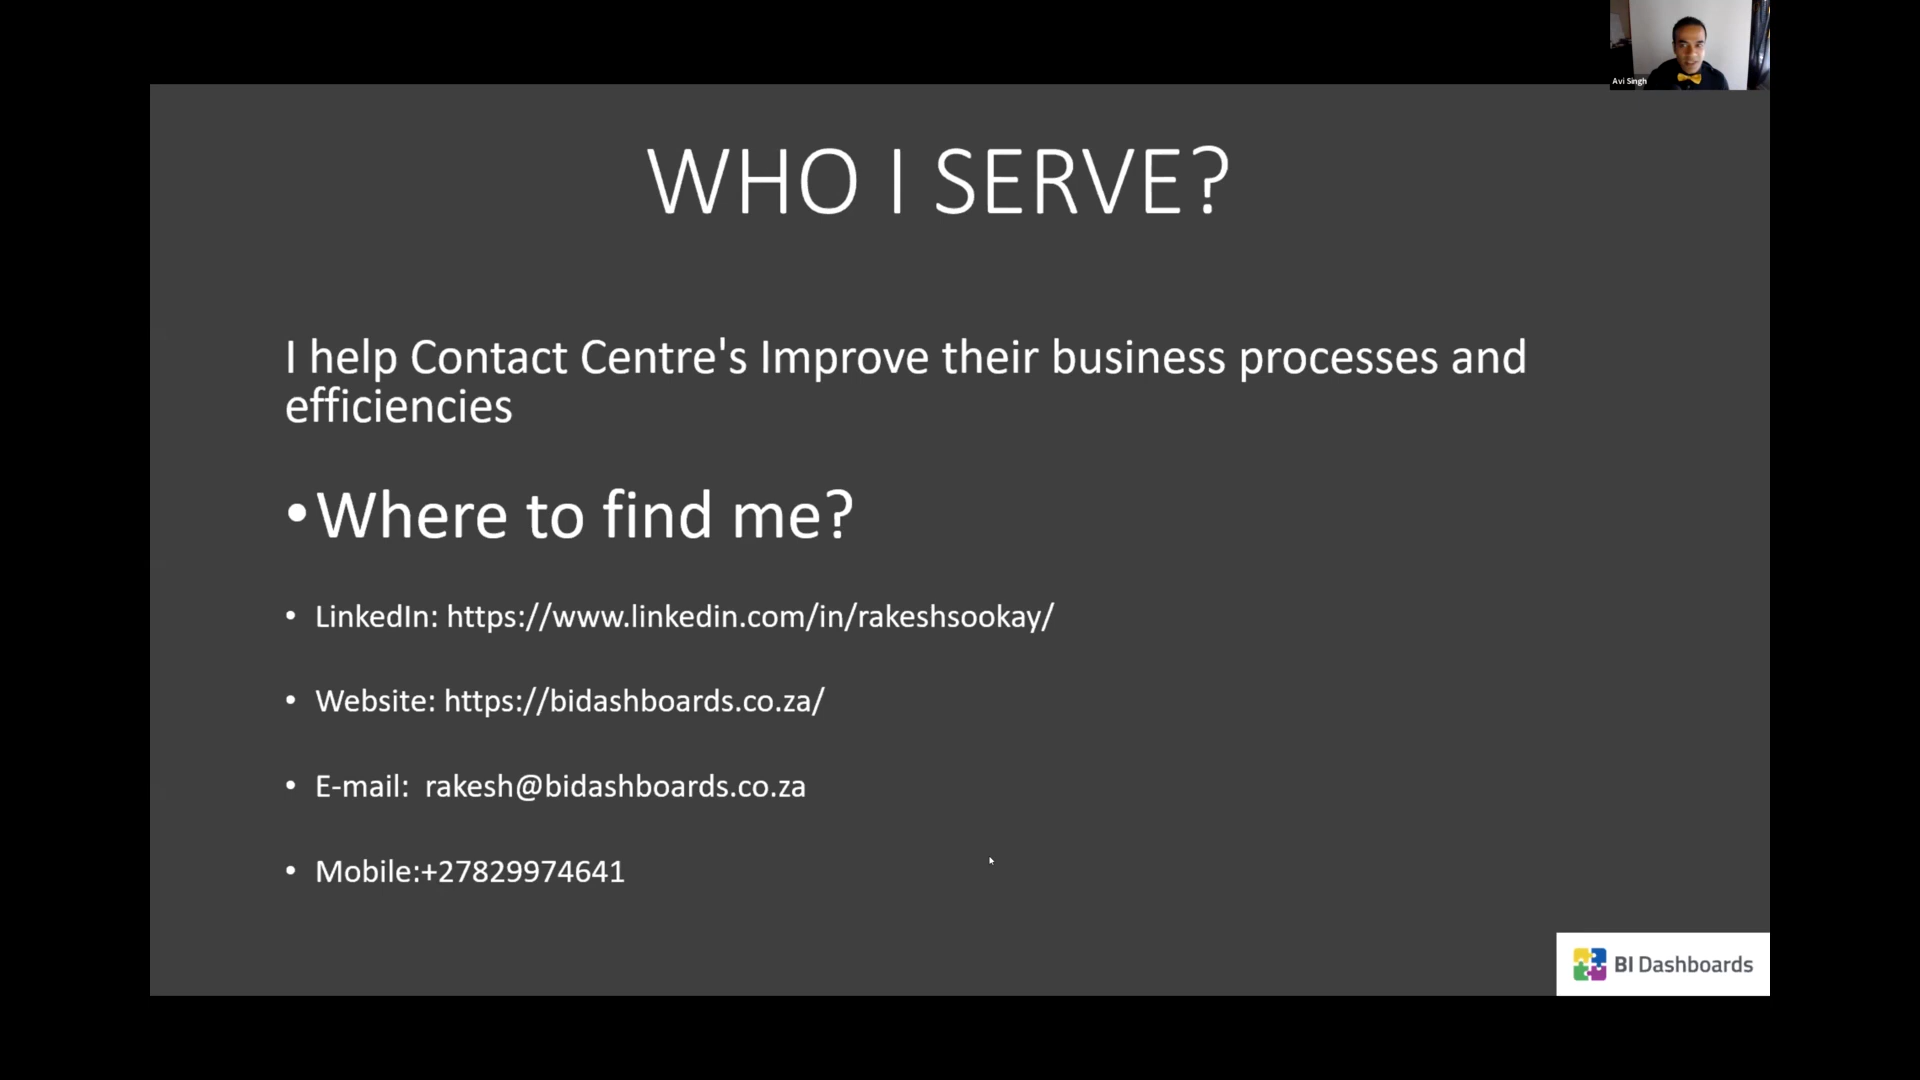 Avi Singh
WHO I SERVE?
I help Contact Centre's Improve their business processes and
efficiencies
•Where to find me?
• LinkedIn: https://www.linkedin.com/in/rakeshsookay/
• Website: https://bidashboards.co.za/
• E-mail:  rakesh@bidashboards.co.za
• Mobile:+27829974641
BI Dashboards